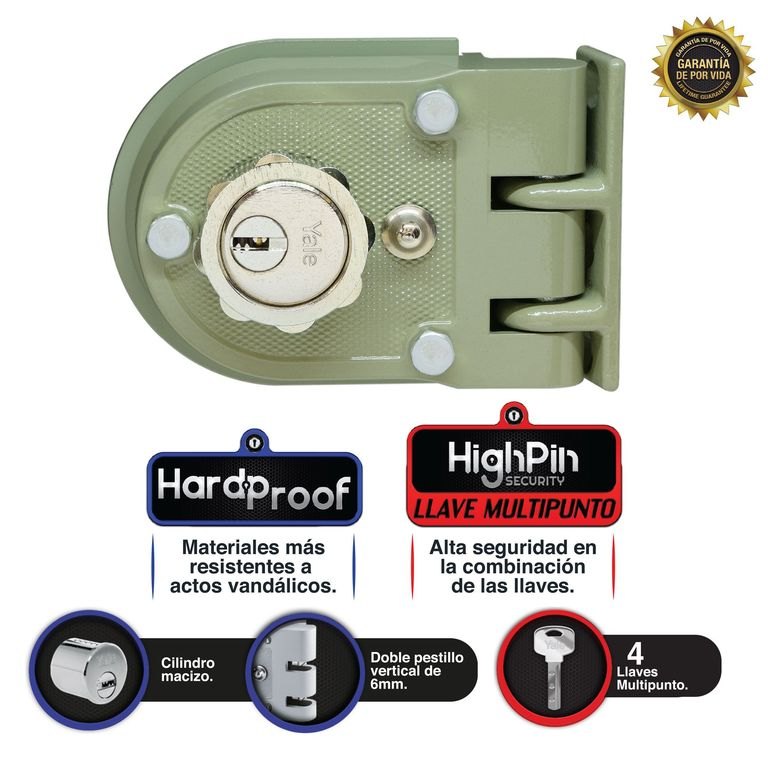 GARANTÍA DE POR VIDA
GARANTÍA
DE POR VIDA
LIFETIME GUARANTEE
Yale
HardpRoof
HighPin
SECURITY
LLAVE MULTIPUNTO
Materiales más
resistentes a
actos vandálicos.
Alta seguridad en
la combinación
de las llaves.
Cilindro
macizo.
Doble pestillo
vertical de
6mm.
Yale
4
Llaves
Multipunto.